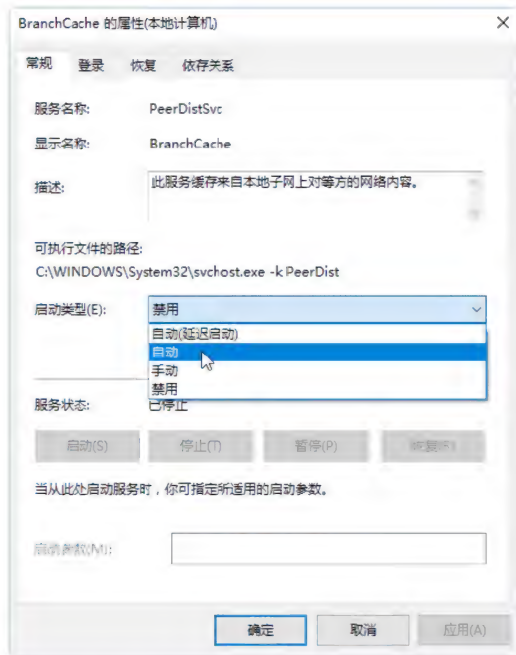 BranchCache 的属性(本地计算机)
常规 登录 恢复 依存关系
服务名称: PeerDistSvc
显示名称: BranchCache
描述: 此服务缓存来自本地子网上对等方的网络内容。
可执行文件的路径:
C:\WINDOWS\System32\svchost.exe -k PeerDist
启动类型(E): 禁用
自动(延迟启动)
自动
手动
禁用
服务状态: 已停止
启动(S) 停止(T) 暂停(P) 恢复(R)
当从此处启动服务时，你可指定所适用的启动参数。
启动参数(M):
确定 取消 应用(A)